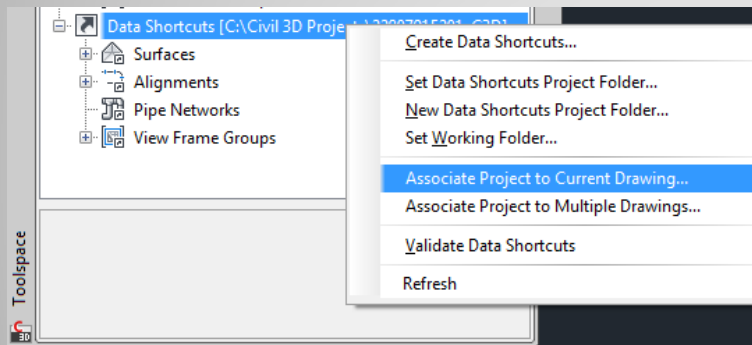 Data Shortcuts [C:\Civil 3D Proje
Surfaces
Alignments
Pipe Networks
View Frame Groups
Create Data Shortcuts...
Set Data Shortcuts Project Folder...
New Data Shortcuts Project Folder...
Set Working Folder...
Associate Project to Current Drawing...
Associate Project to Multiple Drawings...
Validate Data Shortcuts
Refresh
Toolspace
C
3D